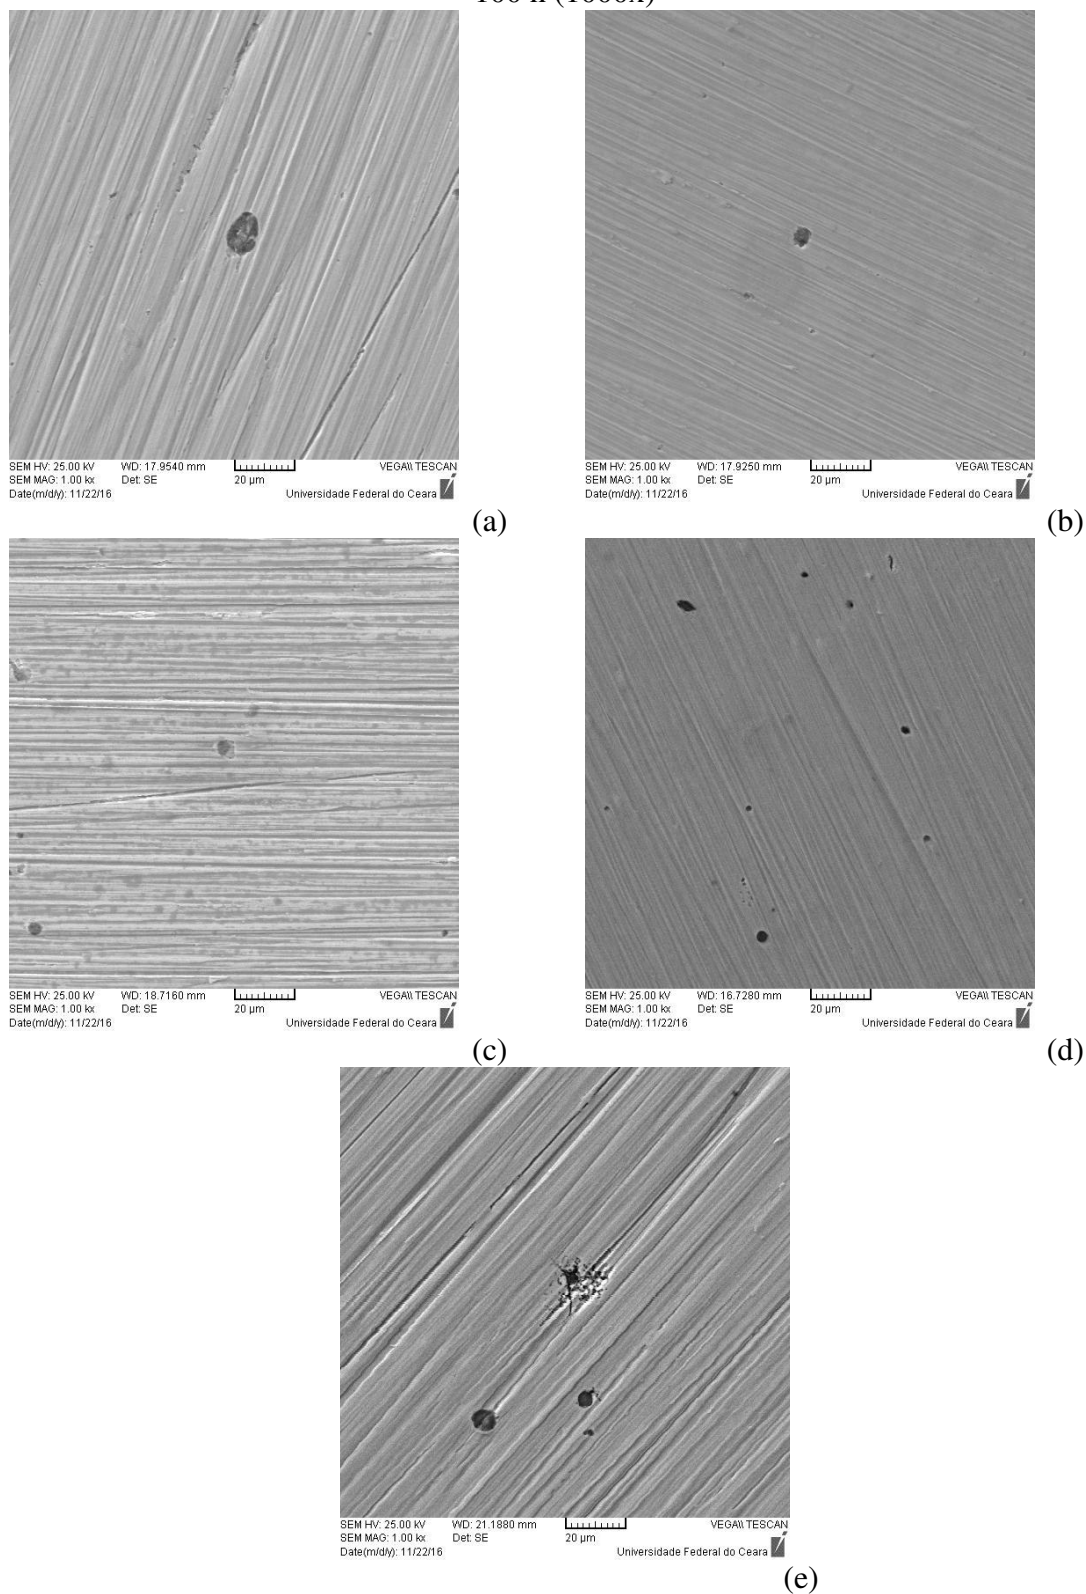 SEM HV: 25.00 kV WD: 17.9540 mm
SEM MAG: 1.00 kx Det: SE 20 µm VEGA\\ TESCAN
Date(m/d/y): 11/22/16 Universidade Federal do Ceara
(a)
SEM HV: 25.00 kV WD: 17.9250 mm
SEM MAG: 1.00 kx Det: SE 20 µm VEGA\\ TESCAN
Date(m/d/y): 11/22/16 Universidade Federal do Ceara
(b)
SEM HV: 25.00 kV WD: 18.7160 mm
SEM MAG: 1.00 kx Det: SE 20 µm VEGA\\ TESCAN
Date(m/d/y): 11/22/16 Universidade Federal do Ceara
(c)
SEM HV: 25.00 kV WD: 16.7280 mm
SEM MAG: 1.00 kx Det: SE 20 µm VEGA\\ TESCAN
Date(m/d/y): 11/22/16 Universidade Federal do Ceara
(d)
SEM HV: 25.00 kV WD: 21.1880 mm
SEM MAG: 1.00 kx Det: SE 20 µm VEGA\\ TESCAN
Date(m/d/y): 11/22/16 Universidade Federal do Ceara
(e)